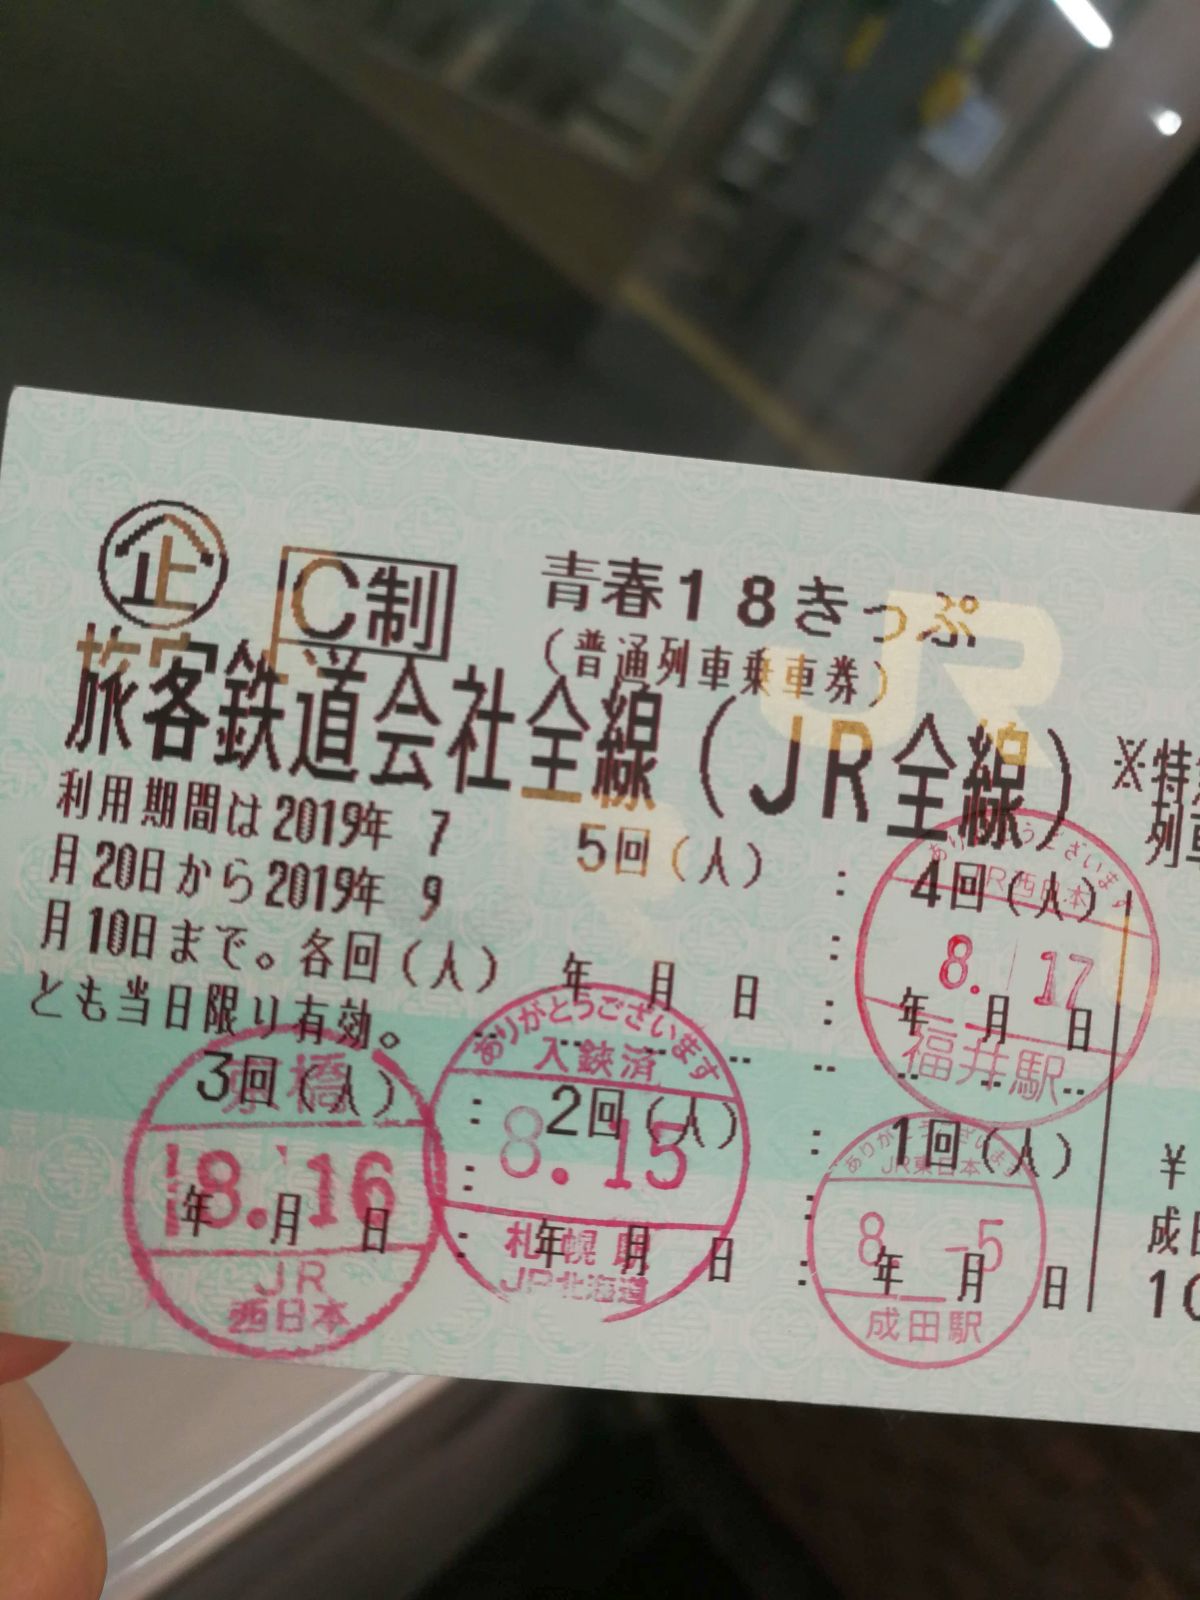 企 C制 青春18きっぷ
(普通列車乗車券)
旅客鉄道会社全線(JR全線)
※特
列車
利用期間は2019年 7
月20日から2019年 9
月10日まで。各回(人)
とも当日限り有効。
5回(人)
年 月 日
4回(人)
年 月 日
ありがとうございます
JR西日本
8. 17
福井駅
3回(人)
年 月 日
京橋
8. 16
JR
西日本
2回(人)
年 月 日
ありがとうございます
入鋏済
8. 15
札幌駅
JR北海道
1回(人)
年 月 日
JR東日本
8. -5
成田駅
¥
成田
JR